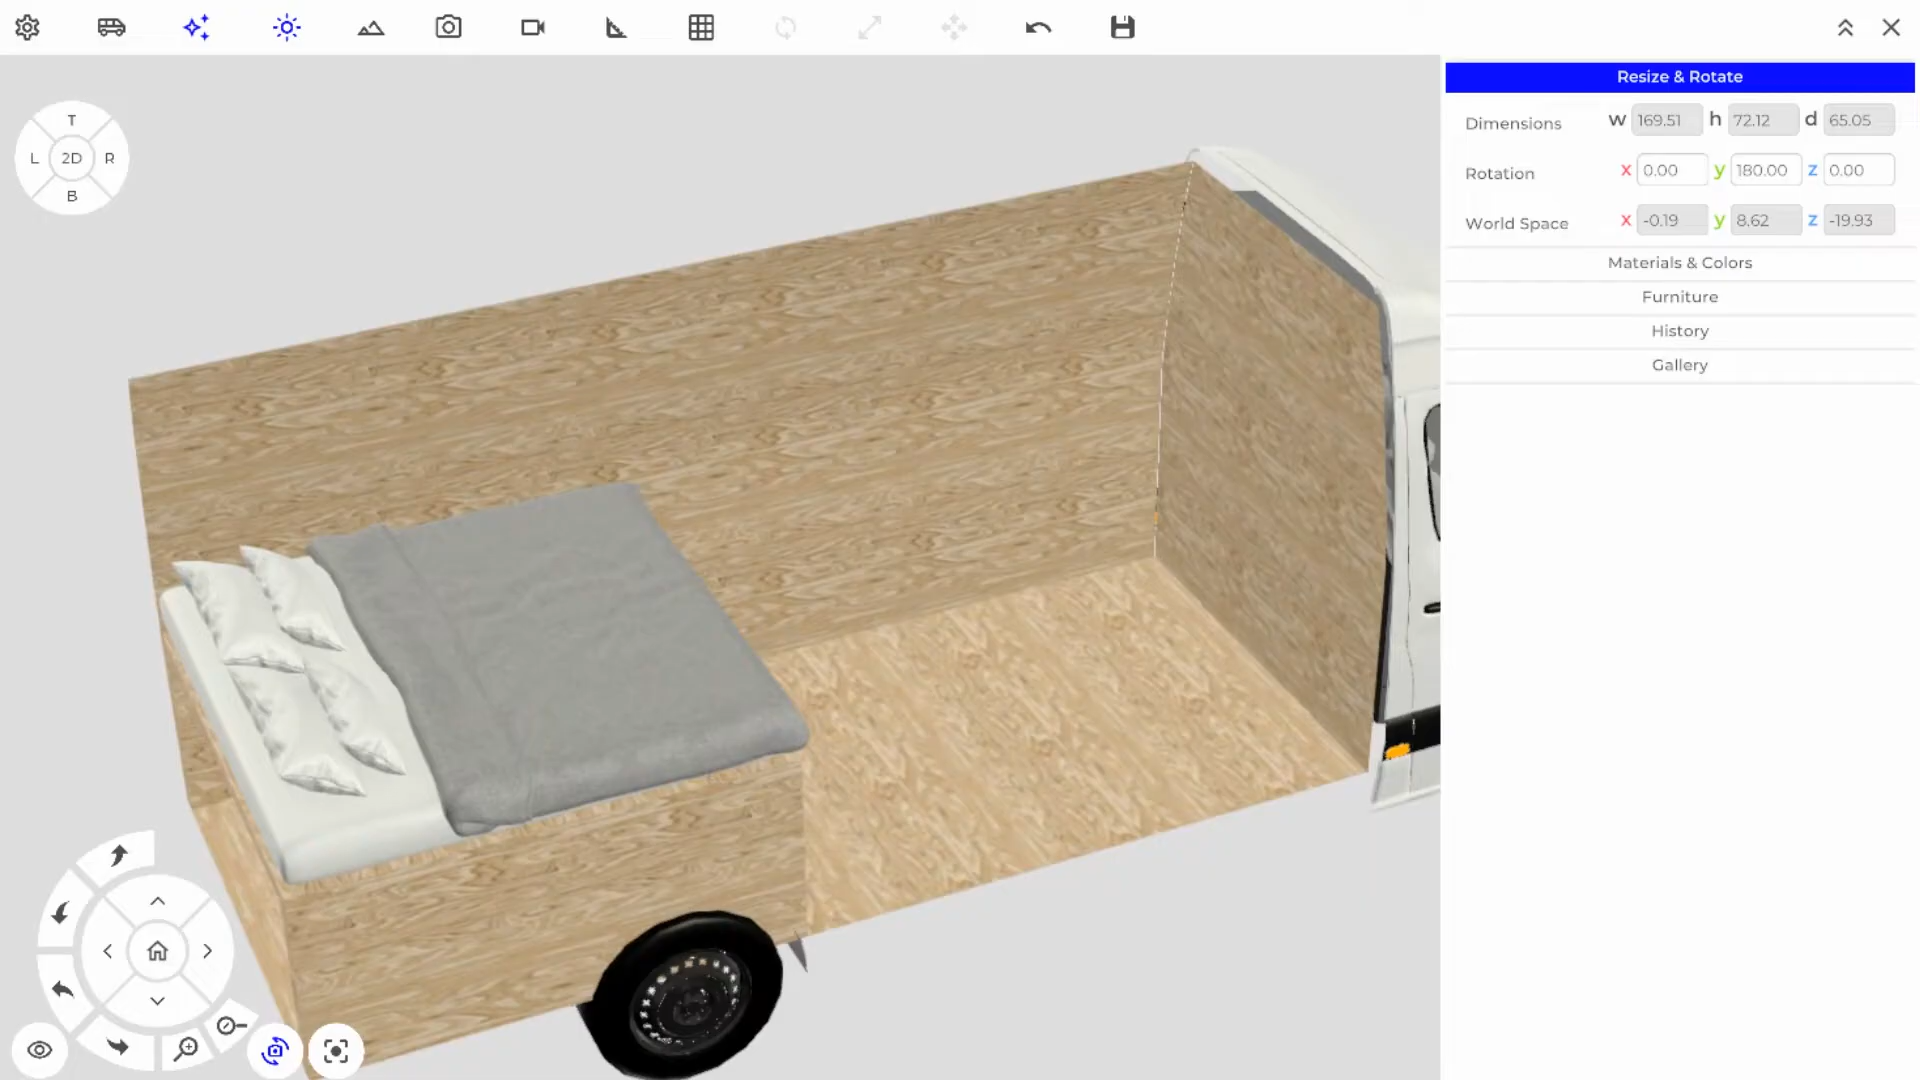 T
L 2D R
B
Resize & Rotate
Dimensions w 169.51 h 72.12 d 65.05
Rotation x 0.00 y 180.00 z 0.00
World Space x -0.19 y 8.62 z -19.93
Materials & Colors
Furniture
History
Gallery